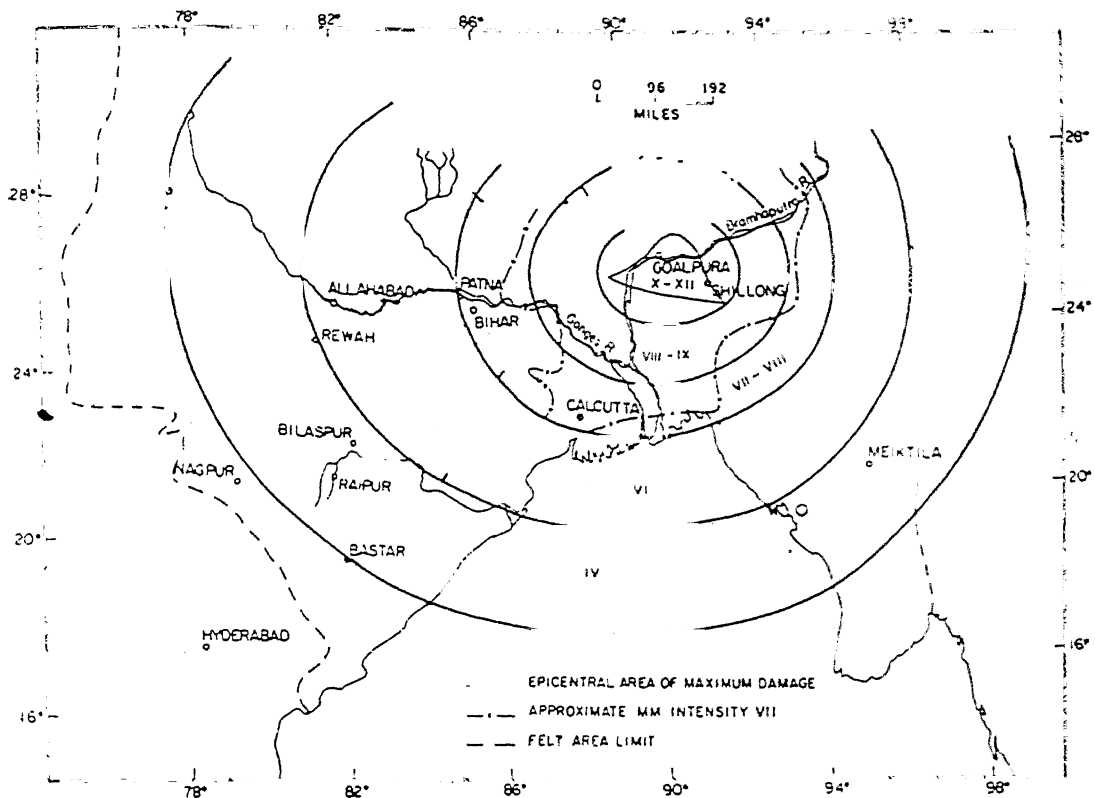 78° 82° 86° 90° 94° 98°
0 96 192
MILES
28°
28°
Bramhaputra R.
GOALPURA
X-XII
SHILLONG
ALLAHABAD
PATNA
24°
BIHAR
Ganges R.
REWAH
VIII-IX
24°
VII-VIII
CALCUTTA
BILASPUR
MEIKTILA
NAGPUR
RAIPUR
20°
VI
20°
BASTAR
IV
HYDERABAD
16°
EPICENTRAL AREA OF MAXIMUM DAMAGE
16°
APPROXIMATE MM INTENSITY VII
FELT AREA LIMIT
78° 82° 86° 90° 94° 98°